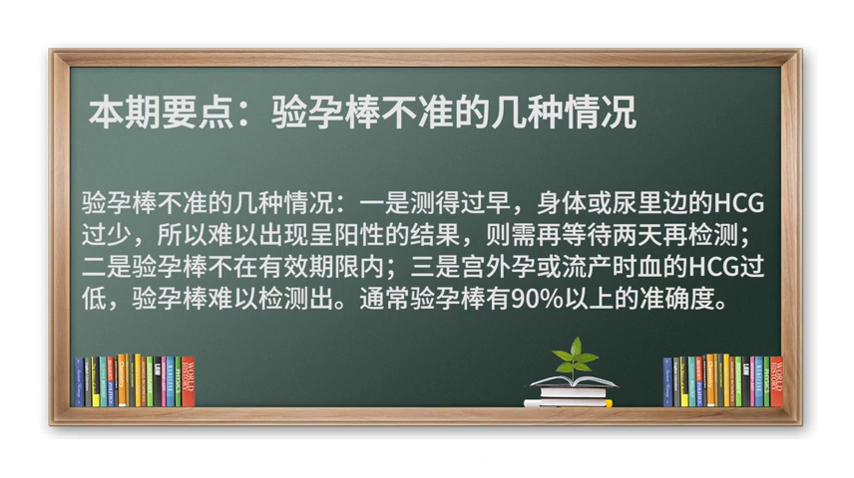 本期要点：验孕棒不准的几种情况
验孕棒不准的几种情况：一是测得过早，身体或尿里边的HCG
过少，所以难以出现呈阳性的结果，则需再等待两天再检测；
二是验孕棒不在有效期限内；三是宫外孕或流产时血的HCG过
低，验孕棒难以检测出。通常验孕棒有90%以上的准确度。
WORLD HISTORY
WORLD HISTORY